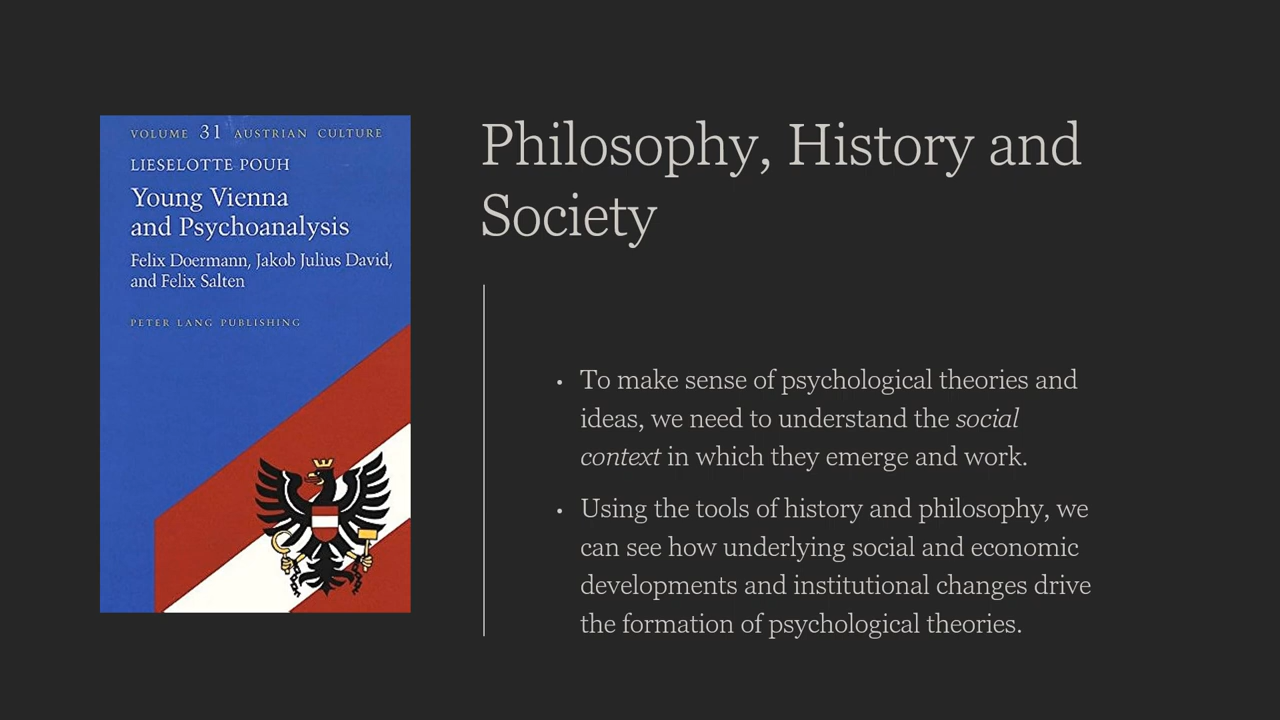 VOLUME 31 AUSTRIAN CULTURE
LIESELOTTE POUH
Young Vienna
and Psychoanalysis
Felix Doermann, Jakob Julius David,
and Felix Salten
PETER LANG PUBLISHING
Philosophy, History and
Society
• To make sense of psychological theories and
ideas, we need to understand the social
context in which they emerge and work.
• Using the tools of history and philosophy, we
can see how underlying social and economic
developments and institutional changes drive
the formation of psychological theories.